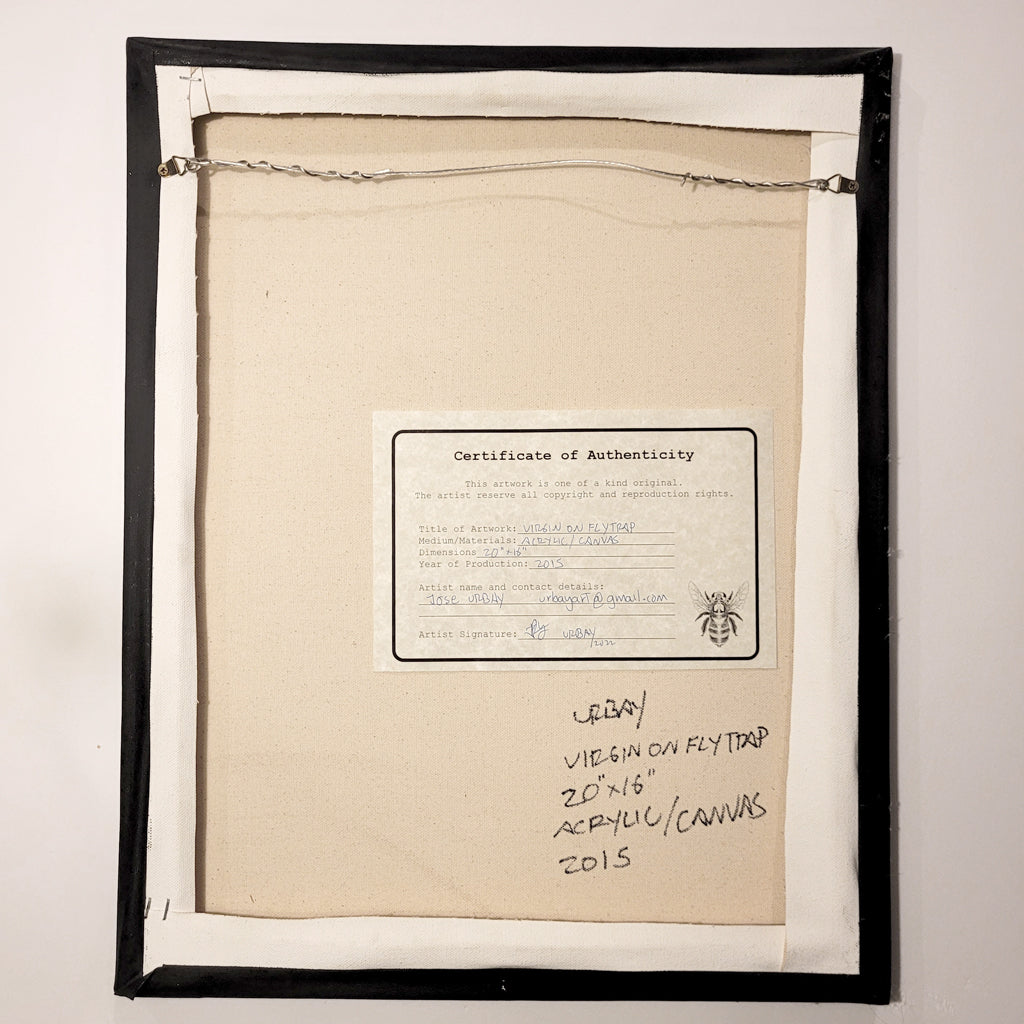 Certificate of Authenticity
This artwork is one of a kind original.
The artist reserve all copyright and reproduction rights.
Title of Artwork: VIRGIN ON FLYTRAP
Medium/Materials: ACRYLIC/CANVAS
Dimensions 20"x16"
Year of Production: 2015
Artist name and contact details:
JOSE URBAY urbayart@gmail.com
Artist Signature: URBAY
URBAY
VIRGIN ON FLYTRAP
20"x16"
ACRYLIC/CANVAS
2015